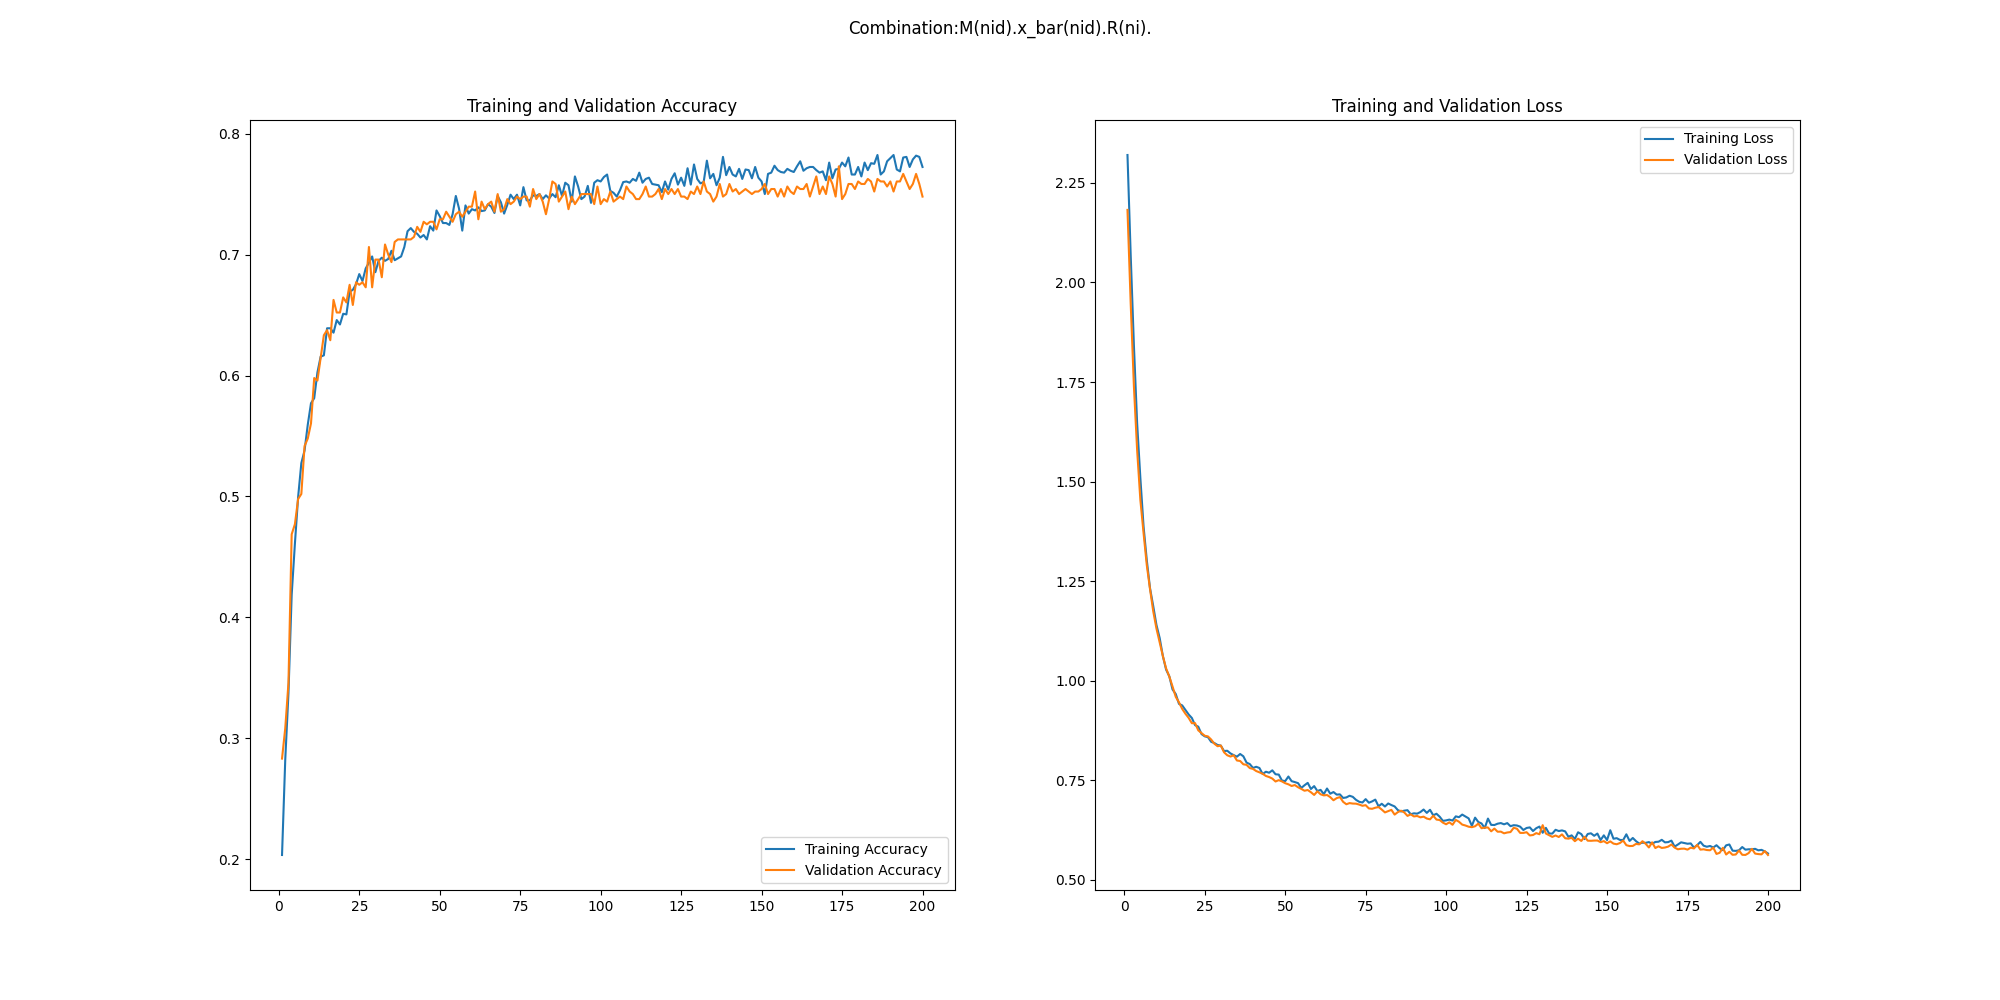 Combination:M(nid).x_bar(nid).R(ni).
Training and Validation Accuracy
0.8
0.7
0.6
0.5
0.4
0.3
0.2
0 25 50 75 100 125 150 175 200
Training Accuracy
Validation Accuracy
Training and Validation Loss
2.25
2.00
1.75
1.50
1.25
1.00
0.75
0.50
0 25 50 75 100 125 150 175 200
Training Loss
Validation Loss